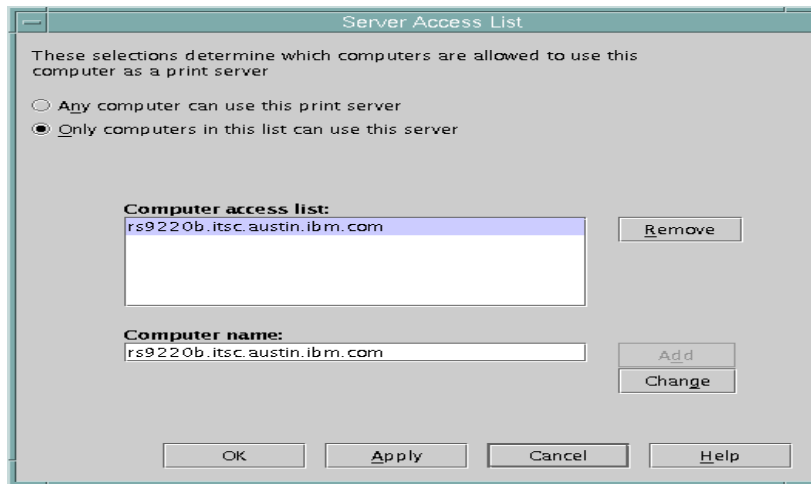 Server Access List
These selections determine which computers are allowed to use this
computer as a print server
Any computer can use this print server
Only computers in this list can use this server
Computer access list:
rs9220b.itsc.austin.ibm.com
Remove
Computer name:
rs9220b.itsc.austin.ibm.com
Add
Change
OK
Apply
Cancel
Help